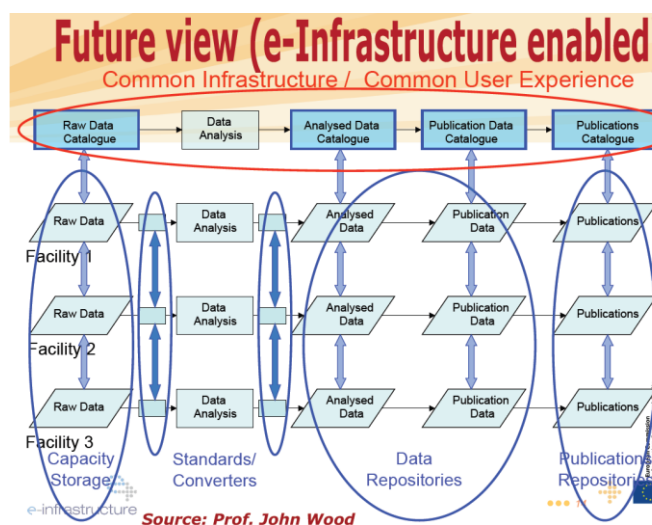 Future view (e-Infrastructure enabled
Common Infrastructure / Common User Experience
Raw Data
Catalogue
Data
Analysis
Analysed Data
Catalogue
Publication Data
Catalogue
Publications
Catalogue
Raw Data
Data
Analysis
Analysed
Data
Publication
Data
Publications
Facility 1
Raw Data
Data
Analysis
Analysed
Data
Publication
Data
Publications
Facility 2
Raw Data
Data
Analysis
Analysed
Data
Publication
Data
Publications
Facility 3
Capacity
Storage
Standards/
Converters
Data
Repositories
Publications
Repositories
e-infrastructure
Source: Prof. John Wood